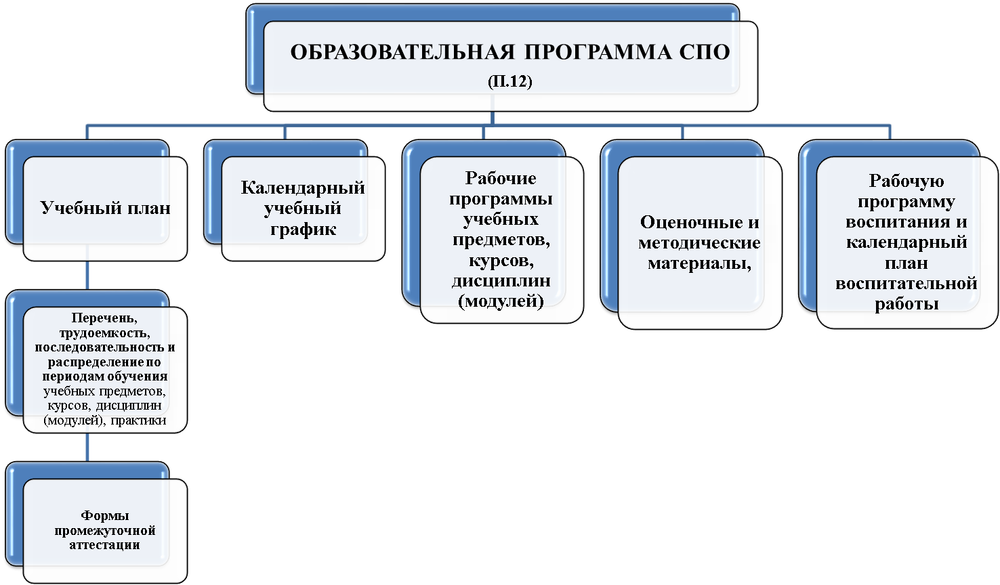 ОБРАЗОВАТЕЛЬНАЯ ПРОГРАММА СПО
(П.12)
Учебный план
Календарный
учебный
график
Рабочие
программы
учебных
предметов,
курсов,
дисциплин
(модулей)
Оценочные и
методические
материалы,
Рабочую
программу
воспитания и
календарный
план
воспитательной
работы
Перечень,
трудоемкость,
последовательность и
распределение по
периодам обучения
учебных предметов,
курсов, дисциплин
(модулей), практики
Формы
промежуточной
аттестации